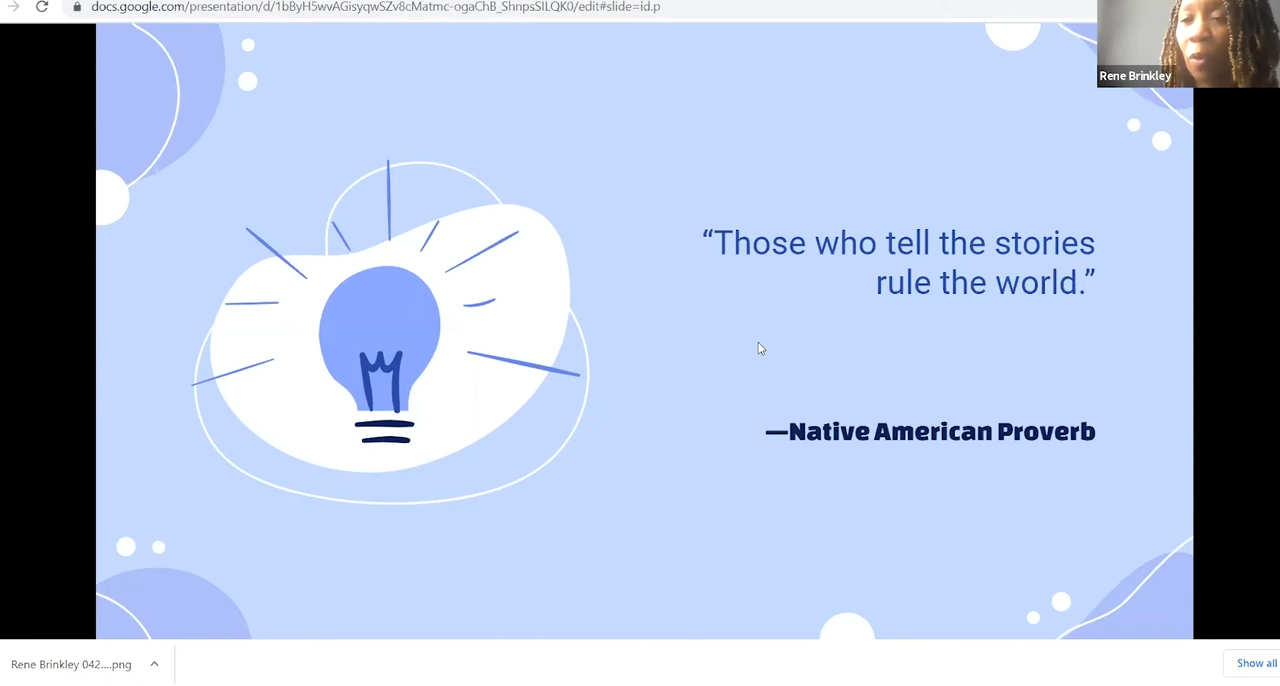 docs.google.com/presentation/d/1bByH5wvAGisyqwSZv8cMatmc-ogaChB_ShnpsSILQK0/edit#slide=id.p
Rene Brinkley
“Those who tell the stories
rule the world.”
—Native American Proverb
Rene Brinkley 042....png
Show all